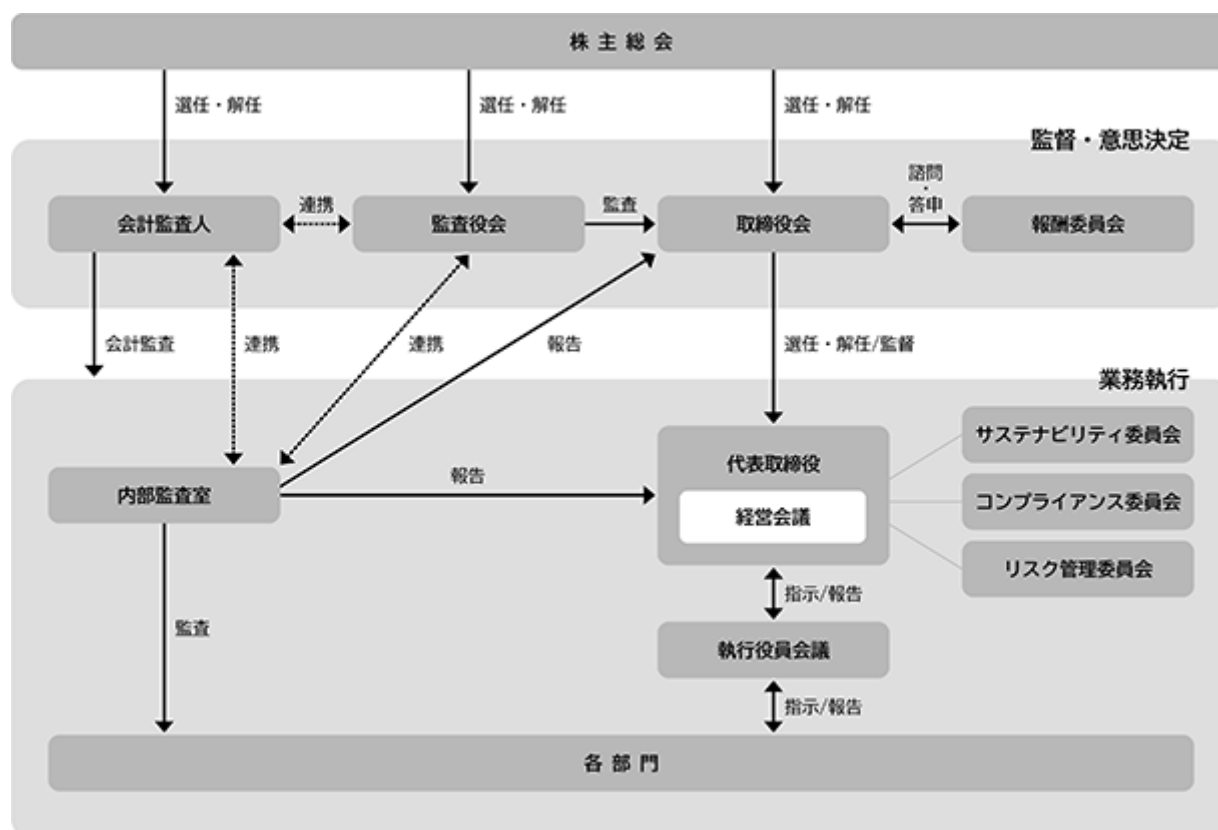 株主総会
選任・解任
選任・解任
選任・解任
監督・意思決定
諮問
・
答申
会計監査人
連携
監査役会
監査
取締役会
報酬委員会
会計監査
連携
連携
報告
選任・解任/監督
業務執行
サステナビリティ委員会
代表取締役
経営会議
コンプライアンス委員会
リスク管理委員会
内部監査室
報告
指示/報告
監査
執行役員会議
指示/報告
各部門